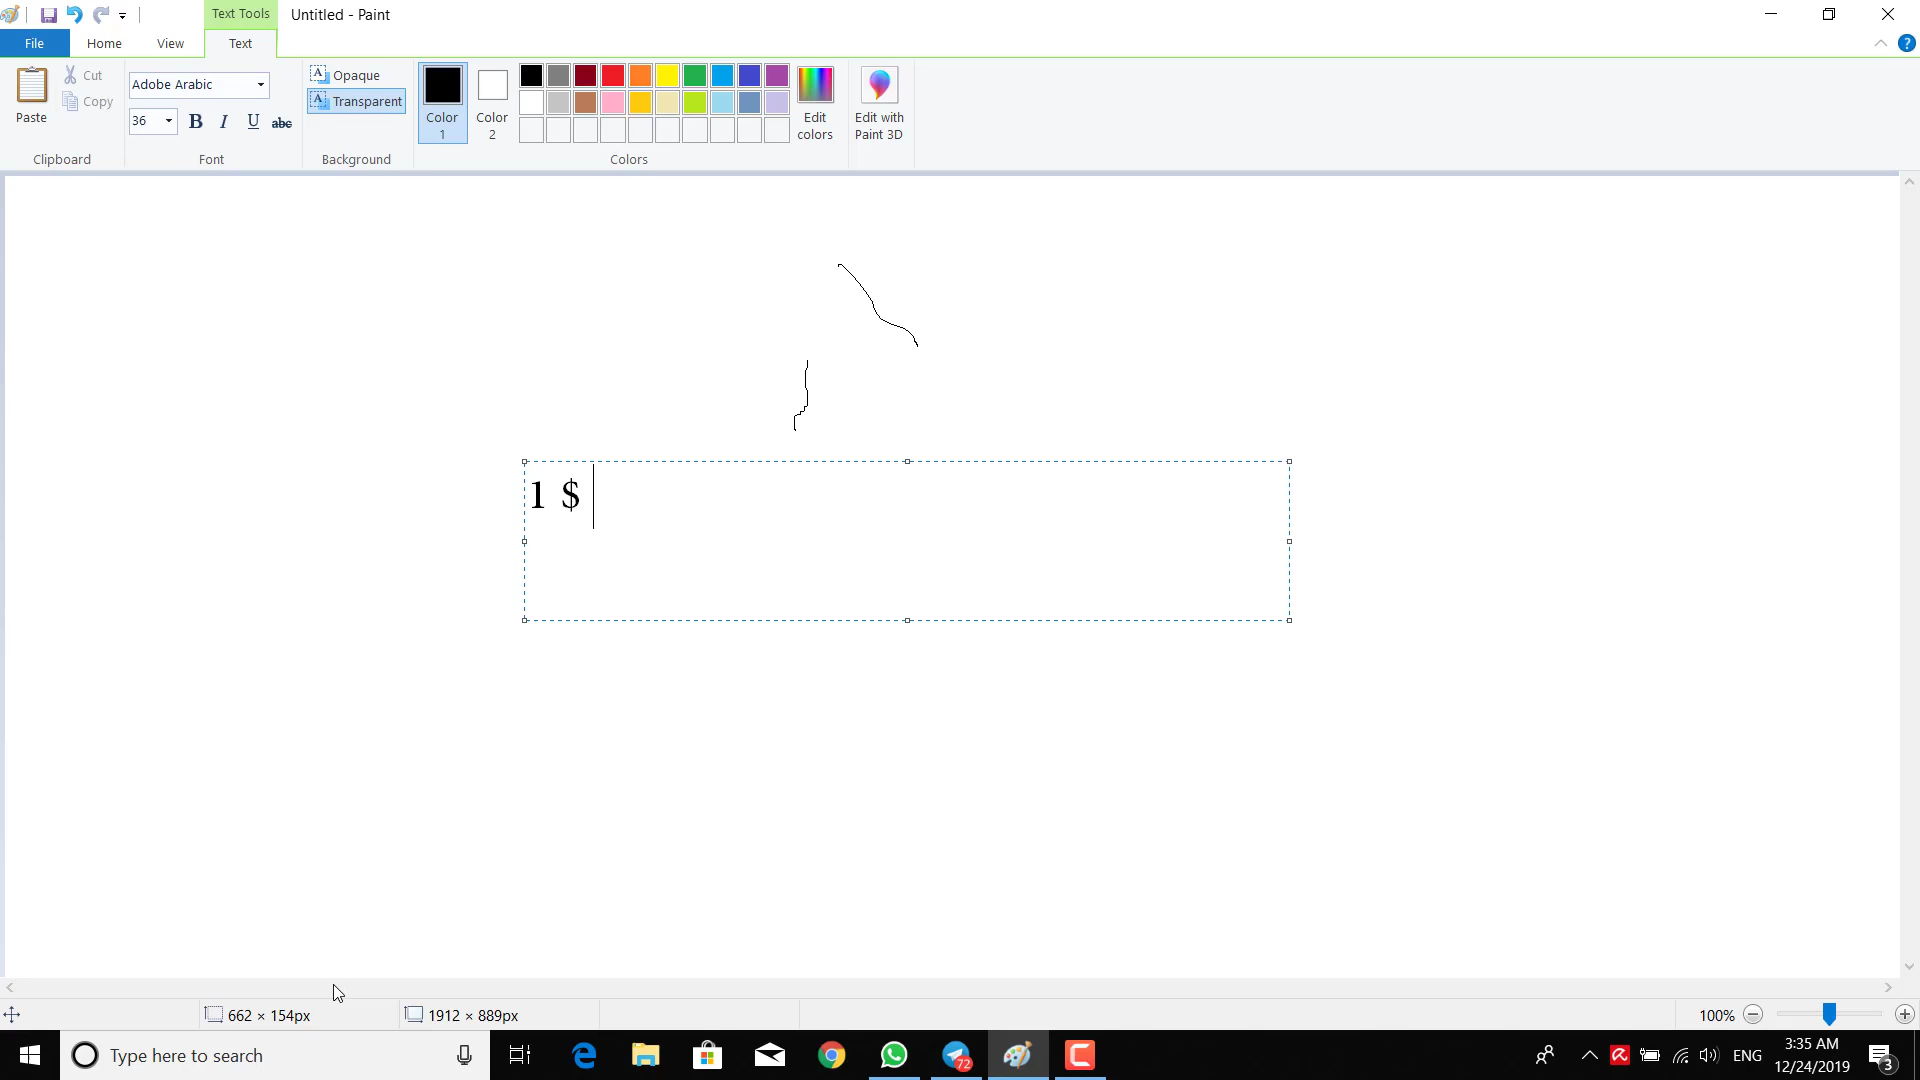 Text Tools
Untitled - Paint
File
Home
View
Text
Paste
Cut
Copy
Clipboard
Adobe Arabic
36
B I U abc
Font
Opaque
Transparent
Background
Color
1
Color
2
Colors
Edit
colors
Edit with
Paint 3D
1 $
662 × 154px
1912 × 889px
100%
Type here to search
72
ENG
3:35 AM
12/24/2019
3